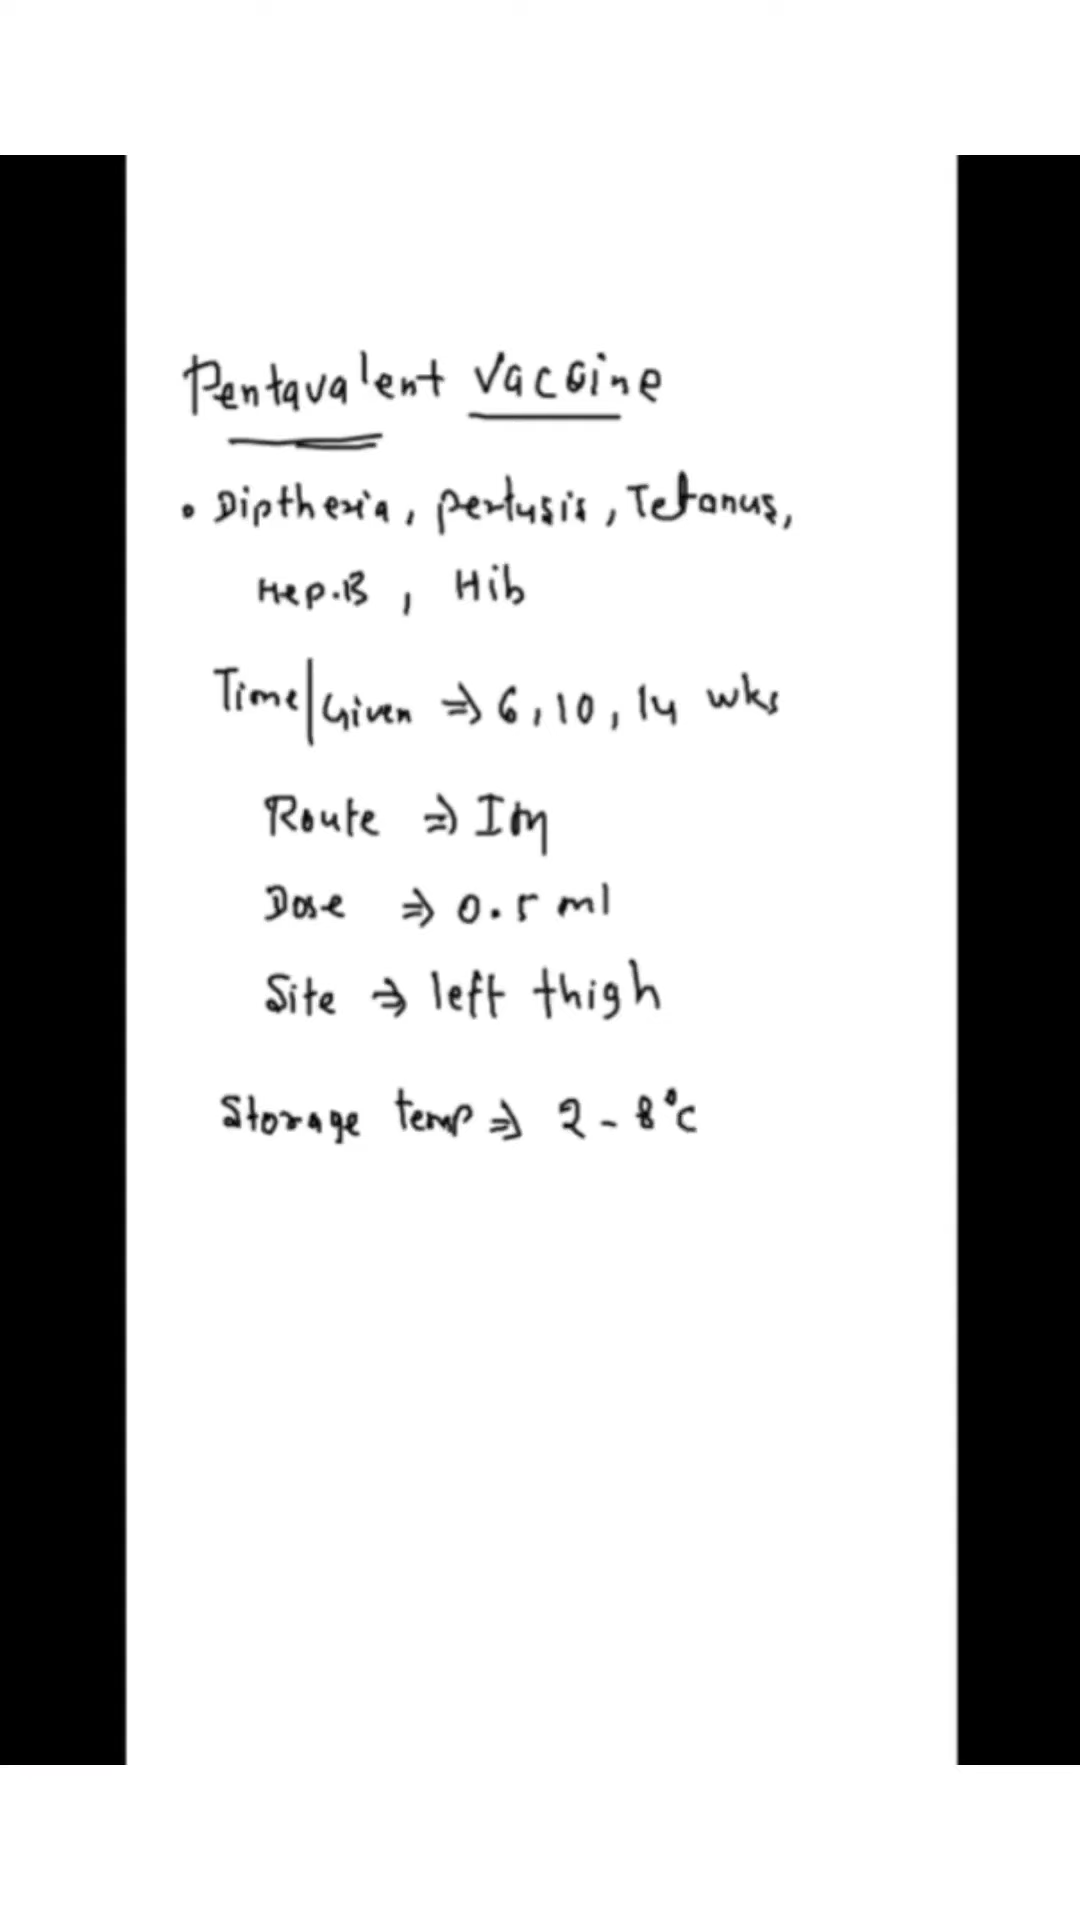 Pentavalent Vaccine
• Diptheria, pertusis, Tetanus,
Hep.B, Hib
Time|Given ⇒ 6, 10, 14 wks
Route ⇒ IM
Dose ⇒ 0.5 ml
Site ⇒ left thigh
Storage temp ⇒ 2 - 8°C